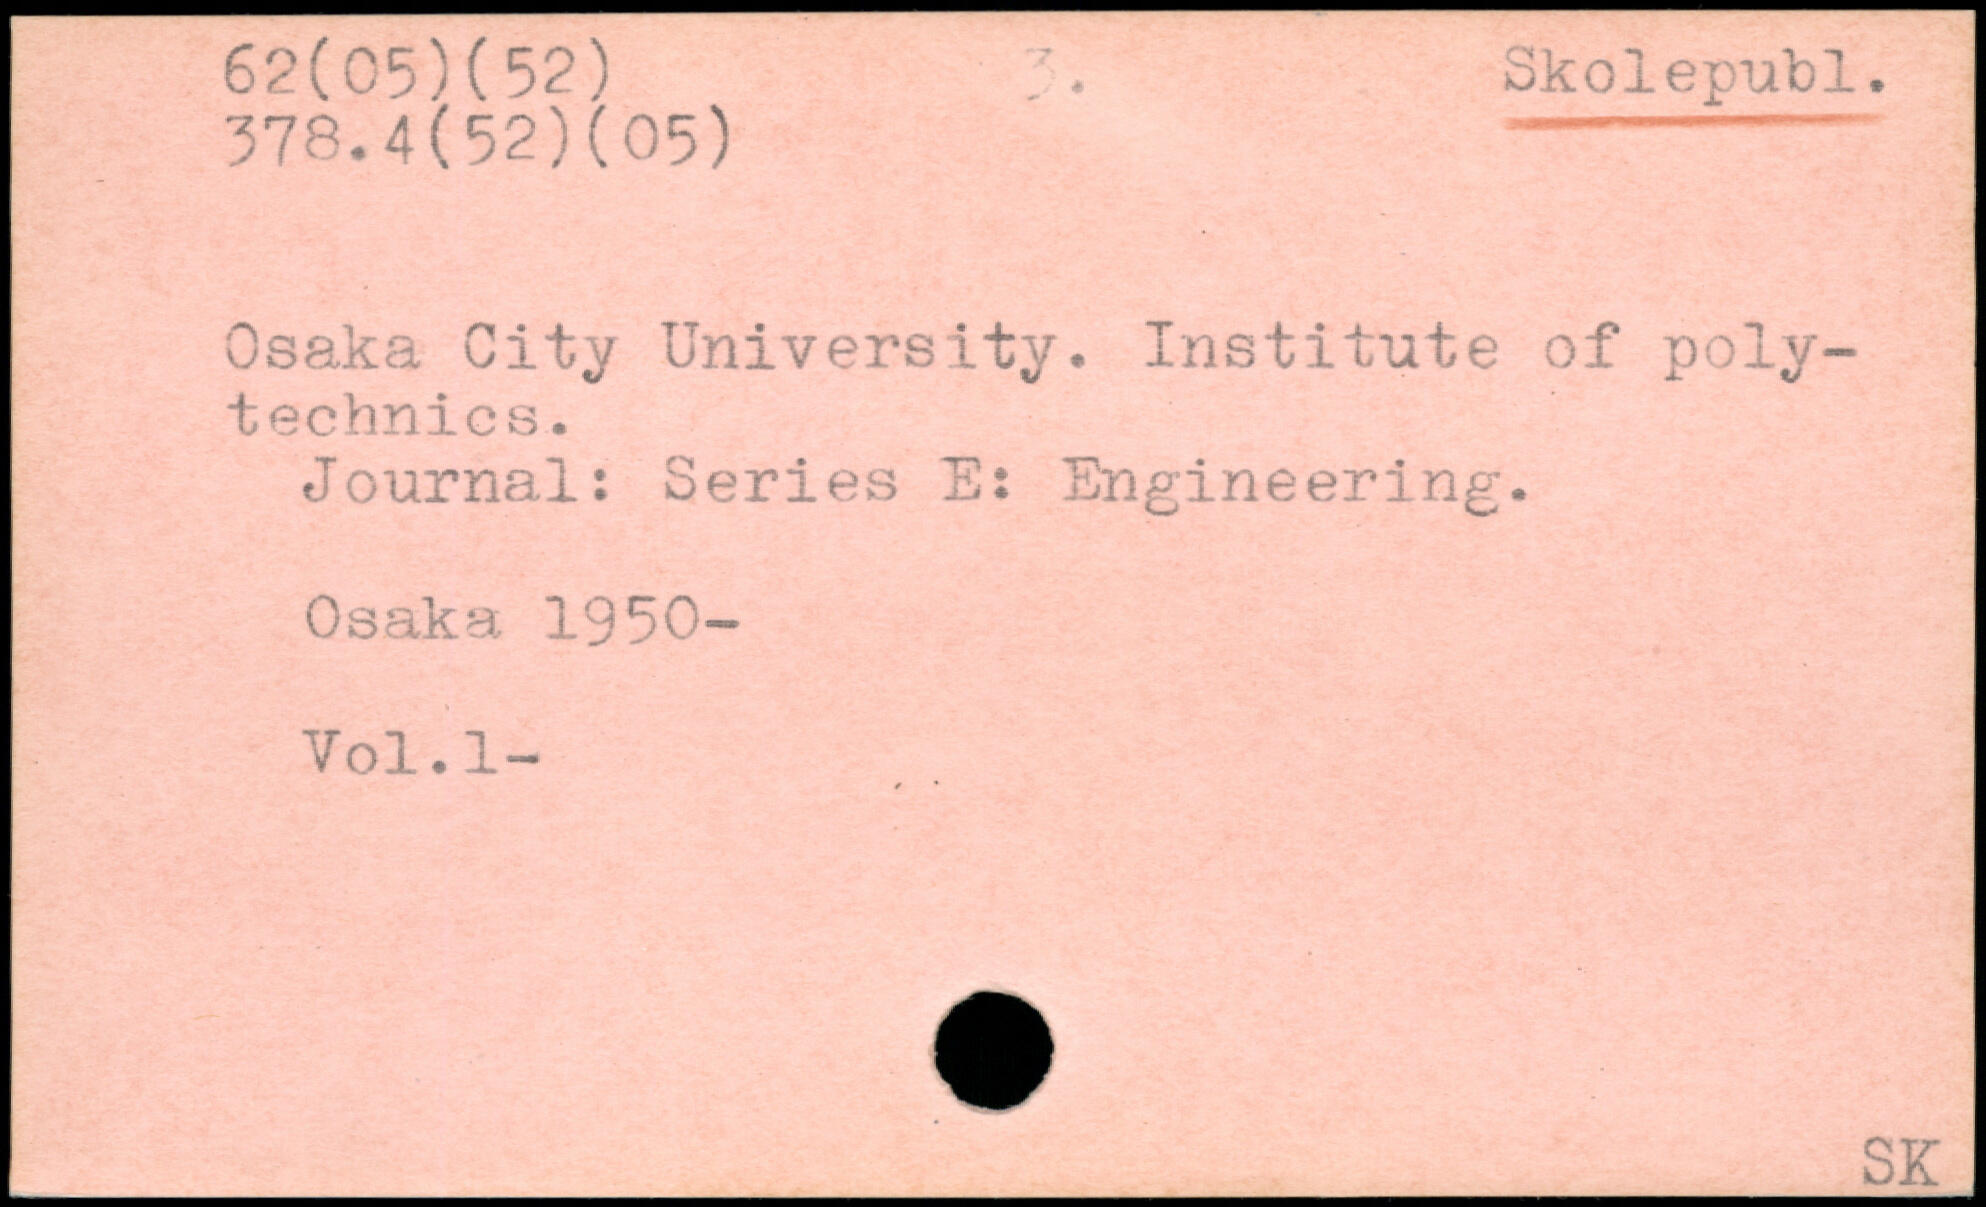 62(05)(52) 3. Skolepubl.
378.4(52)(05)
Osaka City University. Institute of poly-
technics.
Journal: Series E: Engineering.
Osaka 1950-
Vol.1-
SK